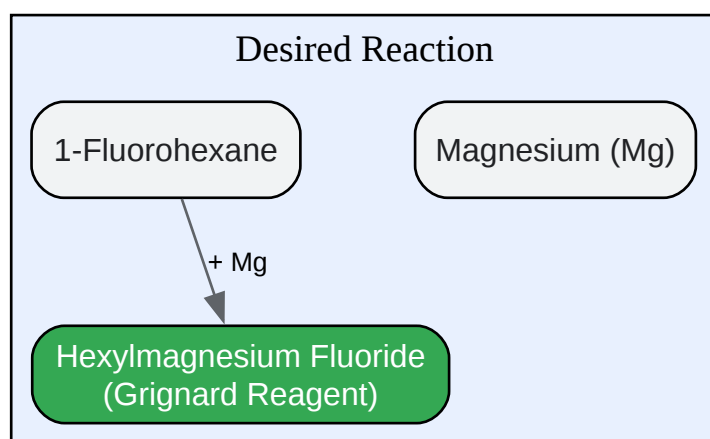 Desired Reaction
1-Fluorohexane
Magnesium (Mg)
+ Mg
Hexylmagnesium Fluoride
(Grignard Reagent)